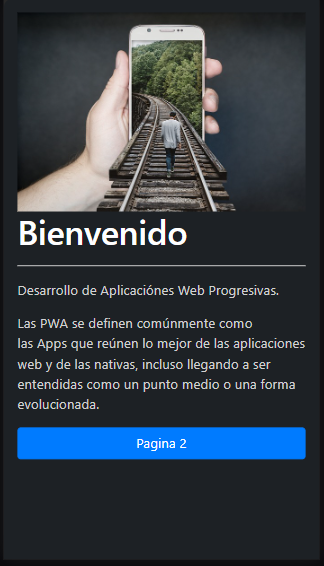 Bienvenido
Desarrollo de Aplicaciónes Web Progresivas.
Las PWA se definen comúnmente como
las Apps que reúnen lo mejor de las aplicaciones
web y de las nativas, incluso llegando a ser
entendidas como un punto medio o una forma
evolucionada.
Pagina 2